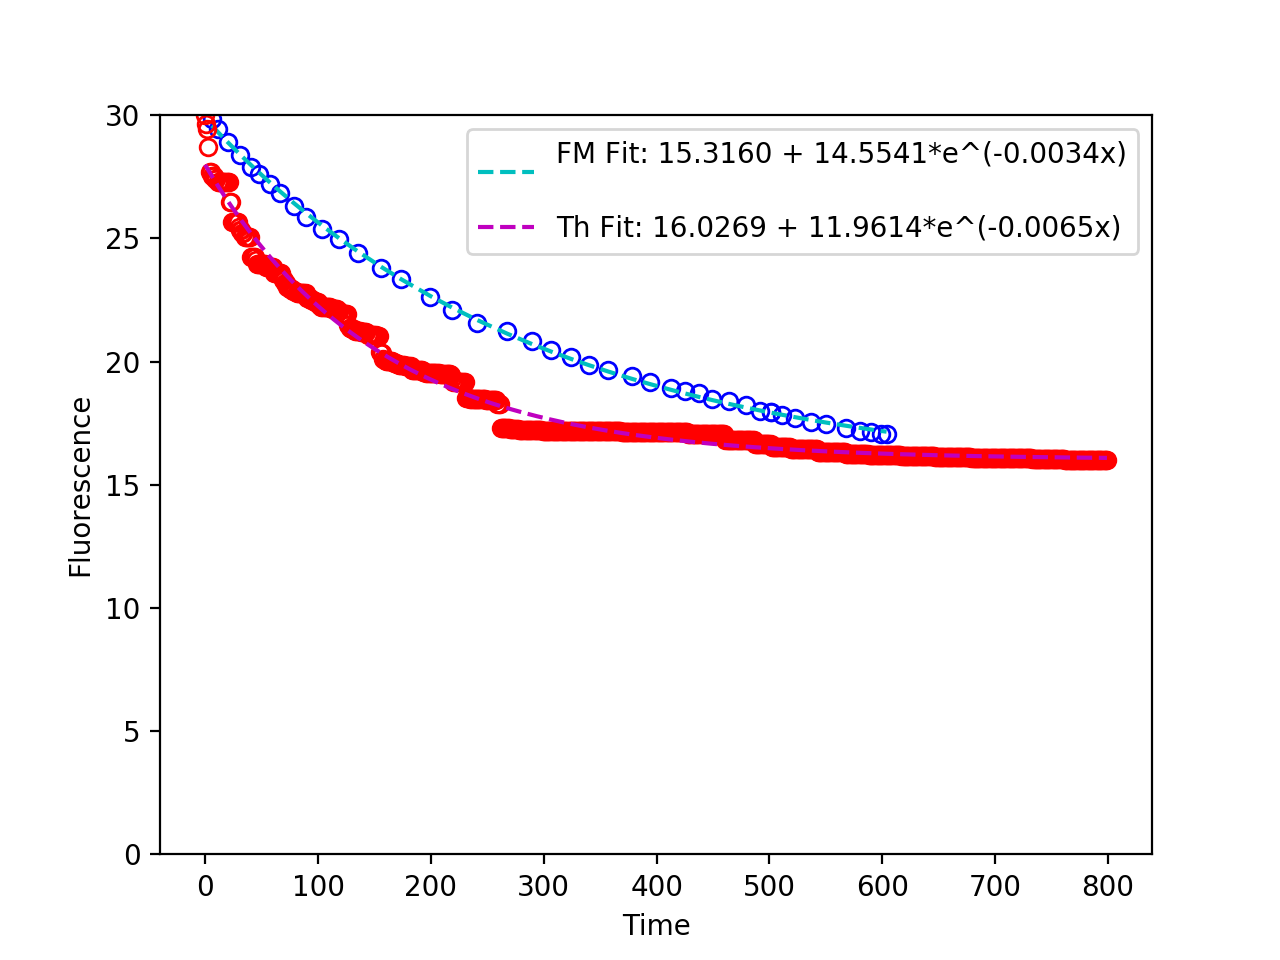 FM Fit: 15.3160 + 14.5541*e^(-0.0034x)
Th Fit: 16.0269 + 11.9614*e^(-0.0065x)
30
25
20
15
10
5
0
Fluorescence
0 100 200 300 400 500 600 700 800
Time